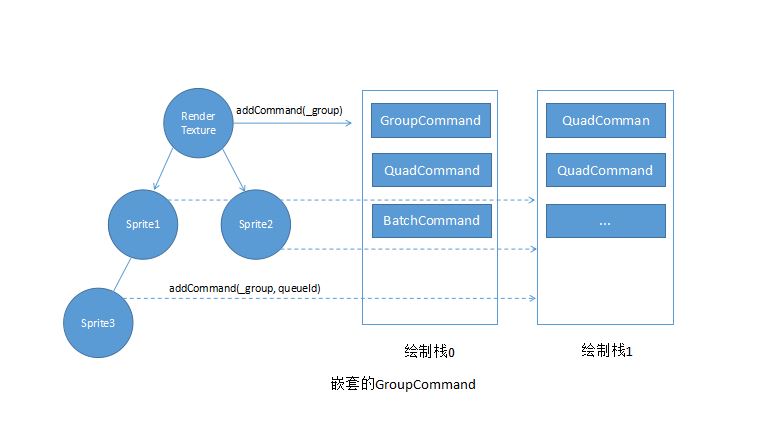 Render
Texture
addCommand(_group)
GroupCommand
QuadComman
QuadCommand
QuadCommand
Sprite1
Sprite2
BatchCommand
...
addCommand(_group, queueId)
Sprite3
绘制栈0
绘制栈1
嵌套的GroupCommand